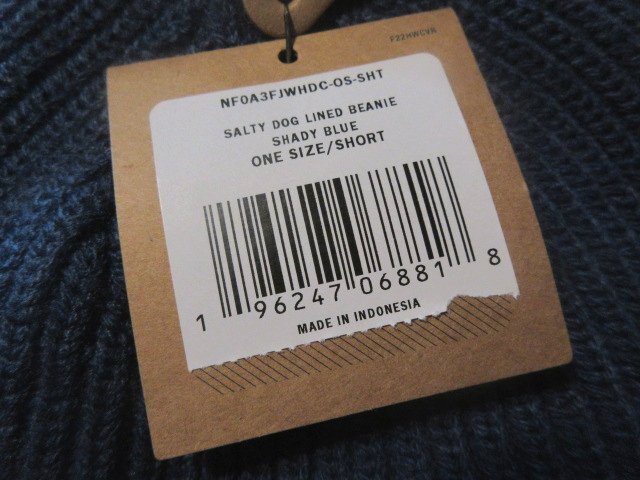 F22HWCVR
NF0A3FJWHDC-OS-SHT
SALTY DOG LINED BEANIE
SHADY BLUE
ONE SIZE/SHORT
1 96247 06881 8
MADE IN INDONESIA